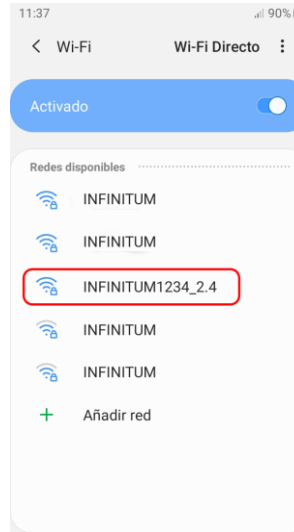 11:37 90%
Wi-Fi Wi-Fi Directo
Activado
Redes disponibles
INFINITUM
INFINITUM
INFINITUM1234_2.4
INFINITUM
INFINITUM
+ Añadir red